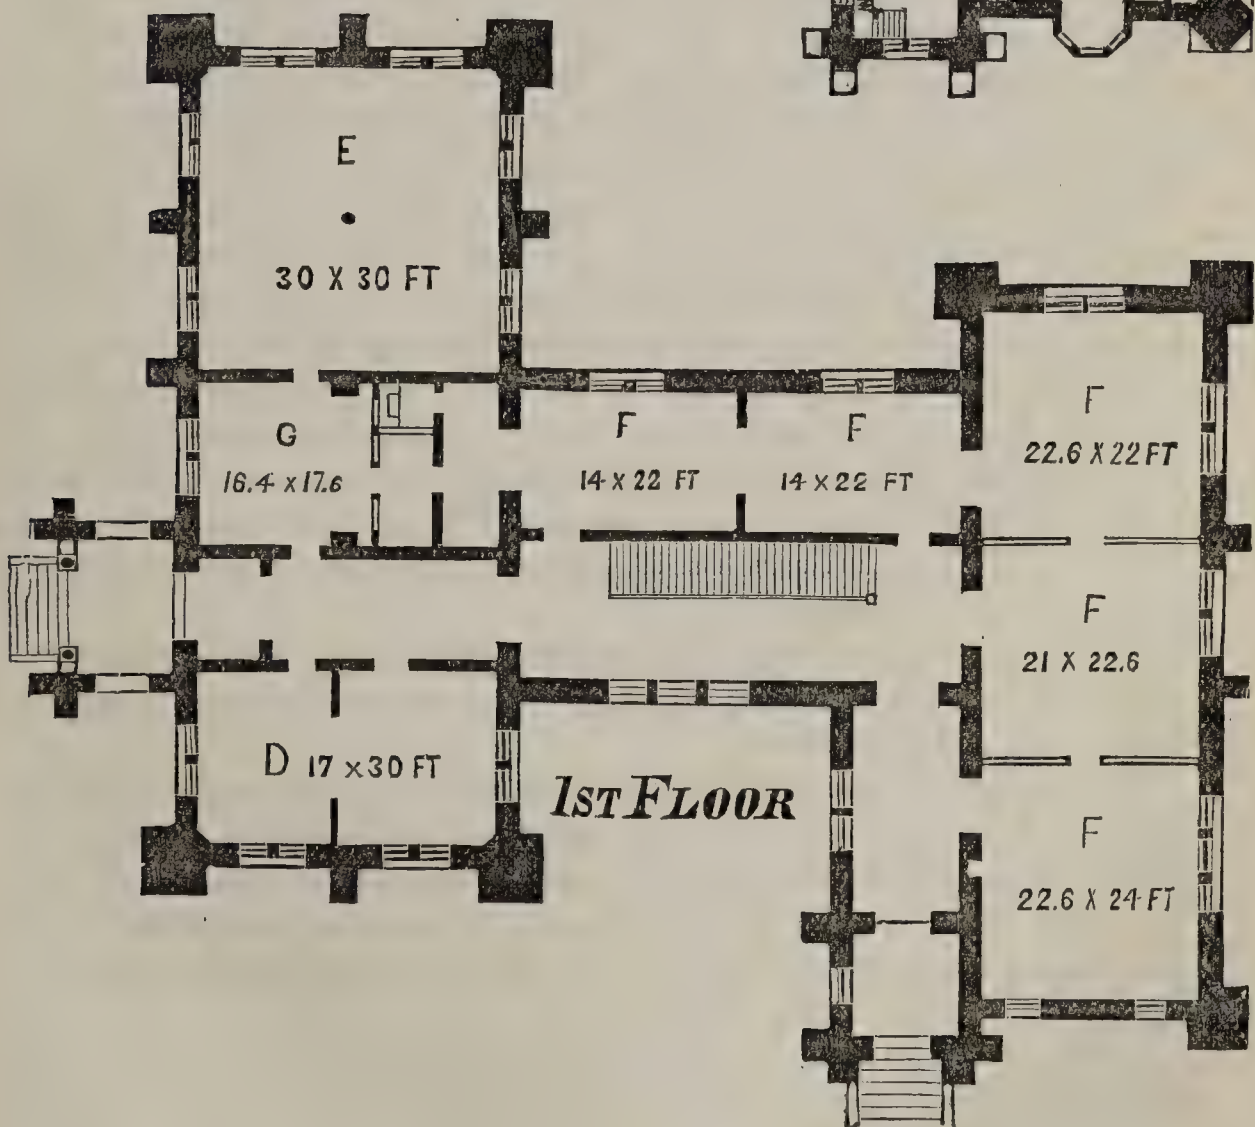 E
30 X 30 FT
G
16.4 x 17.6
F
14 X 22 FT
F
14 X 22 FT
F
22.6 X 22 FT
F
21 X 22.6
D 17 x 30 FT
1ST FLOOR
F
22.6 X 24 FT